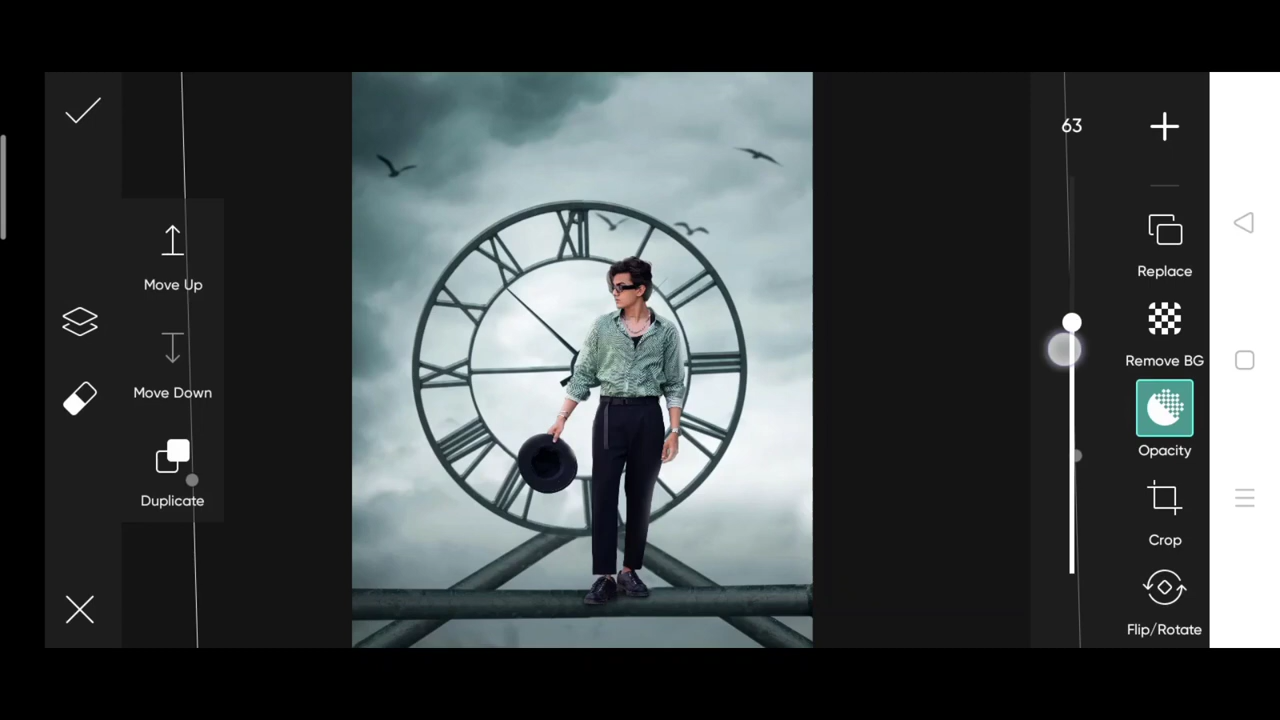 63
Move Up
Move Down
Duplicate
Replace
Remove BG
Opacity
Crop
Flip/Rotate